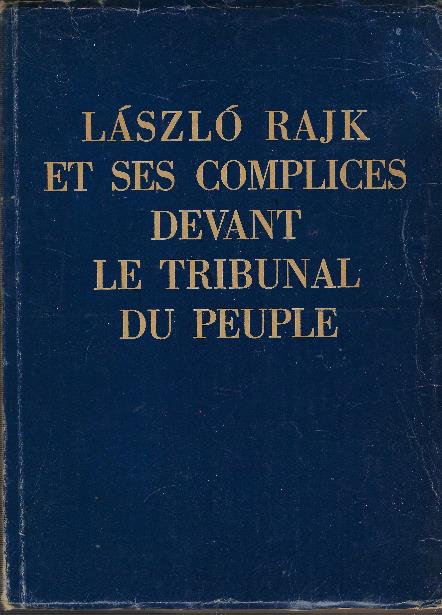 LÁSZLÓ RAJK
ET SES COMPLICES
DEVANT
LE TRIBUNAL
DU PEUPLE